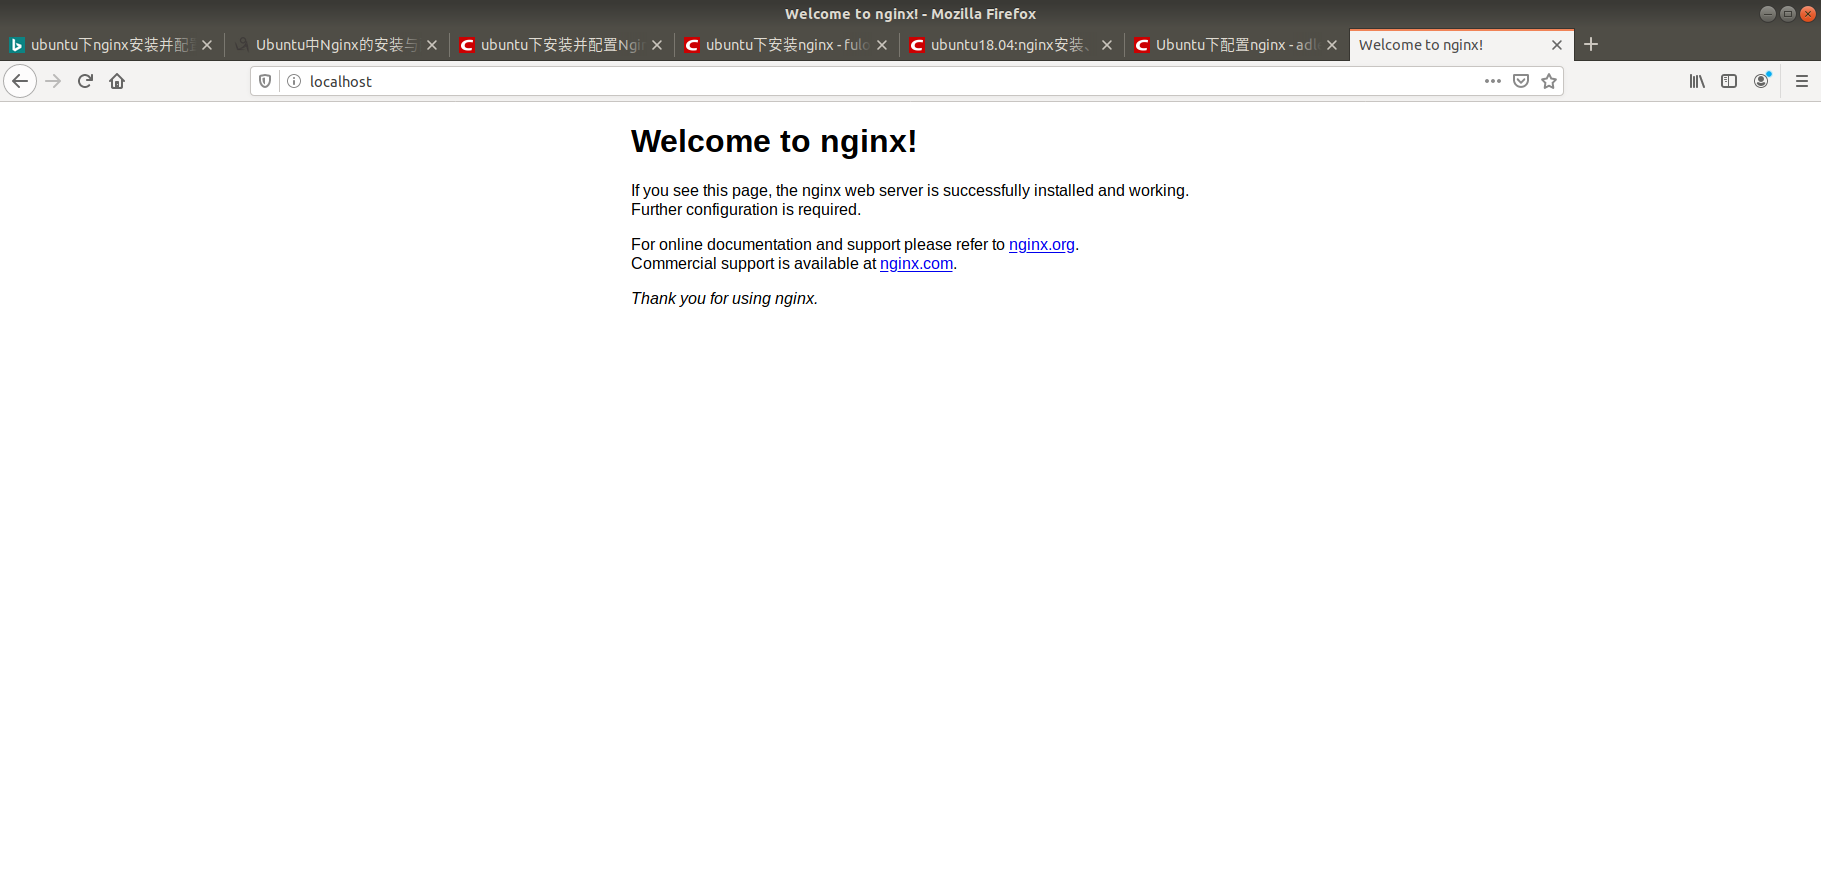 Welcome to nginx! - Mozilla Firefox
ubuntu下nginx安装并配
Ubuntu中Nginx的安装与
ubuntu下安装并配置Ngi
ubuntu下安装nginx - fulo
ubuntu18.04:nginx安装、
Ubuntu下配置nginx - adl
Welcome to nginx!
localhost
Welcome to nginx!
If you see this page, the nginx web server is successfully installed and working.
Further configuration is required.
For online documentation and support please refer to nginx.org.
Commercial support is available at nginx.com.
Thank you for using nginx.